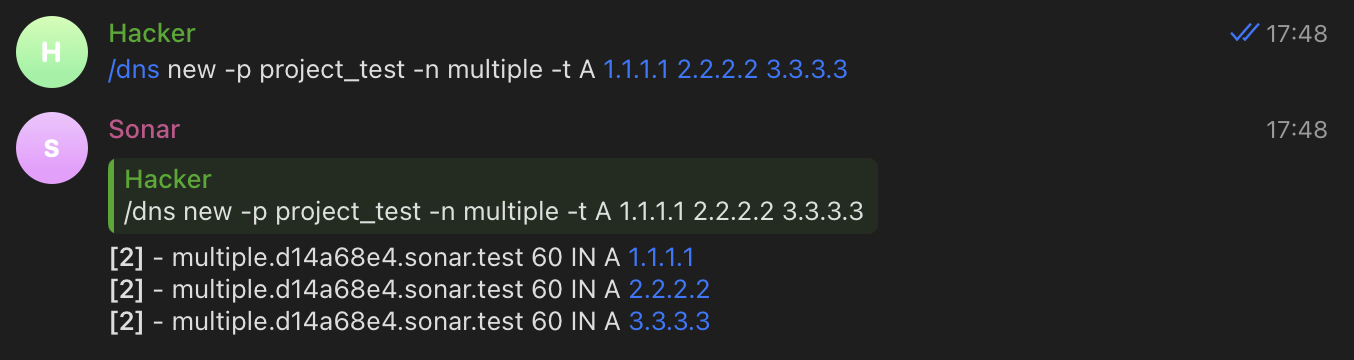 H
Hacker
17:48
/dns new -p project_test -n multiple -t A 1.1.1.1 2.2.2.2 3.3.3.3
S
Sonar
17:48
Hacker
/dns new -p project_test -n multiple -t A 1.1.1.1 2.2.2.2 3.3.3.3
[2] - multiple.d14a68e4.sonar.test 60 IN A 1.1.1.1
[2] - multiple.d14a68e4.sonar.test 60 IN A 2.2.2.2
[2] - multiple.d14a68e4.sonar.test 60 IN A 3.3.3.3